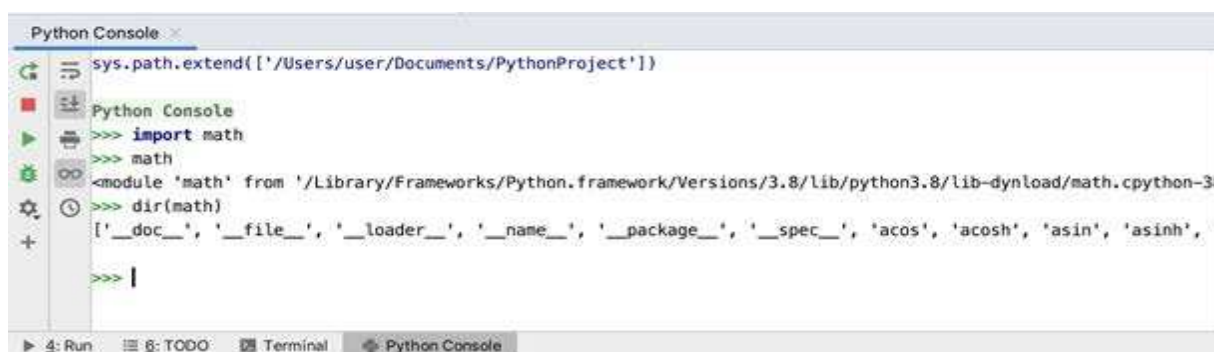 Python Console
sys.path.extend(['/Users/user/Documents/PythonProject'])
Python Console
>>> import math
>>> math
<module 'math' from '/Library/Frameworks/Python.framework/Versions/3.8/lib/python3.8/lib-dynload/math.cpython-38
>>> dir(math)
['__doc__', '__file__', '__loader__', '__name__', '__package__', '__spec__', 'acos', 'acosh', 'asin', 'asinh',
>>>
4: Run 6: TODO Terminal Python Console